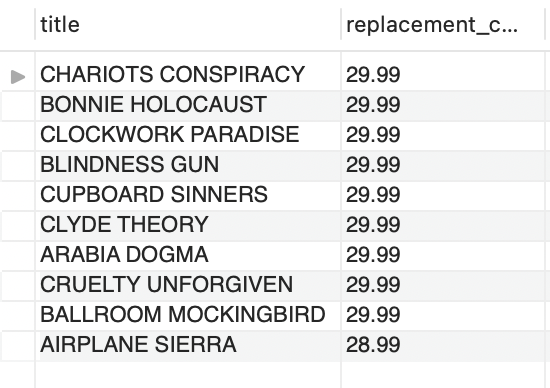 title replacement_c...
CHARIOTS CONSPIRACY 29.99
BONNIE HOLOCAUST 29.99
CLOCKWORK PARADISE 29.99
BLINDNESS GUN 29.99
CUPBOARD SINNERS 29.99
CLYDE THEORY 29.99
ARABIA DOGMA 29.99
CRUELTY UNFORGIVEN 29.99
BALLROOM MOCKINGBIRD 29.99
AIRPLANE SIERRA 28.99